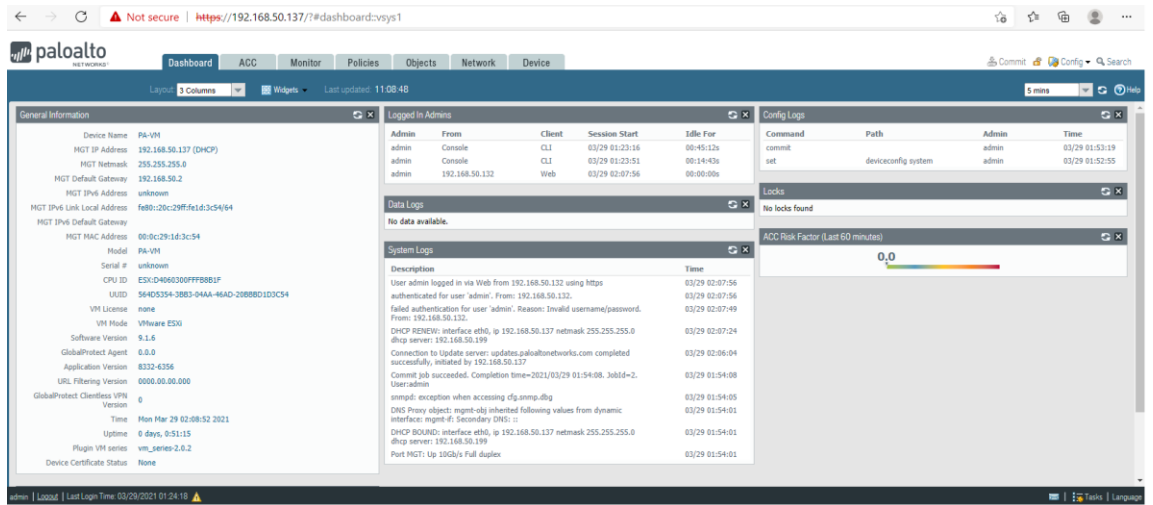 Not secure | https://192.168.50.137/?#dashboard::vsys1
paloalto
NETWORKS
Dashboard ACC Monitor Policies Objects Network Device
Commit Config Search
Layout 3 Columns Widgets Last updated 11:08:48 5 mins Help
General Information
Device Name PA-VM
MGT IP Address 192.168.50.137 (DHCP)
MGT Netmask 255.255.255.0
MGT Default Gateway 192.168.50.2
MGT IPv6 Address unknown
MGT IPv6 Link Local Address fe80::20c:29ff:fe1d:3c54/64
MGT IPv6 Default Gateway
MGT MAC Address 00:0c:29:1d:3c:54
Model PA-VM
Serial # unknown
CPU ID ESX:D4060300FFFB8B1F
UUID 564D5354-3BB3-04AA-46AD-20BBBD1D3C54
VM License none
VM Mode VMware ESXi
Software Version 9.1.6
GlobalProtect Agent 0.0.0
Application Version 8332-6356
URL Filtering Version 0000.00.00.000
GlobalProtect Clientless VPN
Version 0
Time Mon Mar 29 02:08:52 2021
Uptime 0 days, 0:51:15
Plugin VM series vm_series-2.0.2
Device Certificate Status None
Logged In Admins
Admin From Client Session Start Idle For
admin Console CLI 03/29 01:23:16 00:45:12s
admin Console CLI 03/29 01:23:51 00:14:43s
admin 192.168.50.132 Web 03/29 02:07:56 00:00:00s
Data Logs
No data available.
System Logs
Description Time
User admin logged in via Web from 192.168.50.132 using https 03/29 02:07:56
authenticated for user 'admin'. From: 192.168.50.132. 03/29 02:07:56
failed authentication for user 'admin'. Reason: Invalid username/password. 03/29 02:07:49
From: 192.168.50.132.
DHCP RENEW: interface eth0, ip 192.168.50.137 netmask 255.255.255.0 03/29 02:07:24
dhcp server: 192.168.50.199
Connection to Update server: updates.paloaltonetworks.com completed 03/29 02:06:04
successfully, initiated by 192.168.50.137
Commit job succeeded. Completion time=2021/03/29 01:54:08. JobId=2. 03/29 01:54:08
User:admin
snmpd: exception when accessing cfg.snmp.dbg 03/29 01:54:05
DNS Proxy object: mgmt-obj inherited following values from dynamic 03/29 01:54:01
interface: mgmt-if: Secondary DNS: ::
DHCP BOUND: interface eth0, ip 192.168.50.137 netmask 255.255.255.0 03/29 01:54:01
dhcp server: 192.168.50.199
Port MGT: Up 10Gb/s Full duplex 03/29 01:54:01
Config Logs
Command Path Admin Time
commit admin 03/29 01:53:19
set deviceconfig system admin 03/29 01:52:55
Locks
No locks found
ACC Risk Factor (Last 60 minutes)
0.0
admin | Logout | Last Login Time: 03/29/2021 01:24:18 Tasks | Language